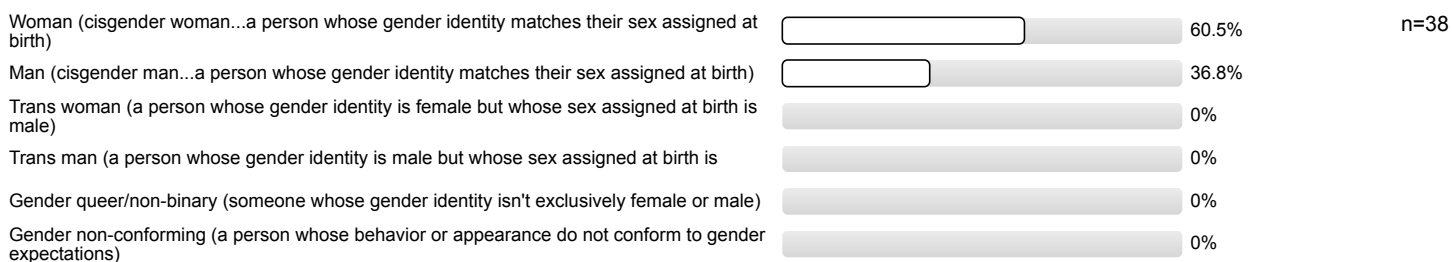 Woman (cisgender woman...a person whose gender identity matches their sex assigned at
birth)
60.5%
n=38
Man (cisgender man...a person whose gender identity matches their sex assigned at birth)
36.8%
Trans woman (a person whose gender identity is female but whose sex assigned at birth is
male)
0%
Trans man (a person whose gender identity is male but whose sex assigned at birth is
0%
Gender queer/non-binary (someone whose gender identity isn't exclusively female or male)
0%
Gender non-conforming (a person whose behavior or appearance do not conform to gender
expectations)
0%